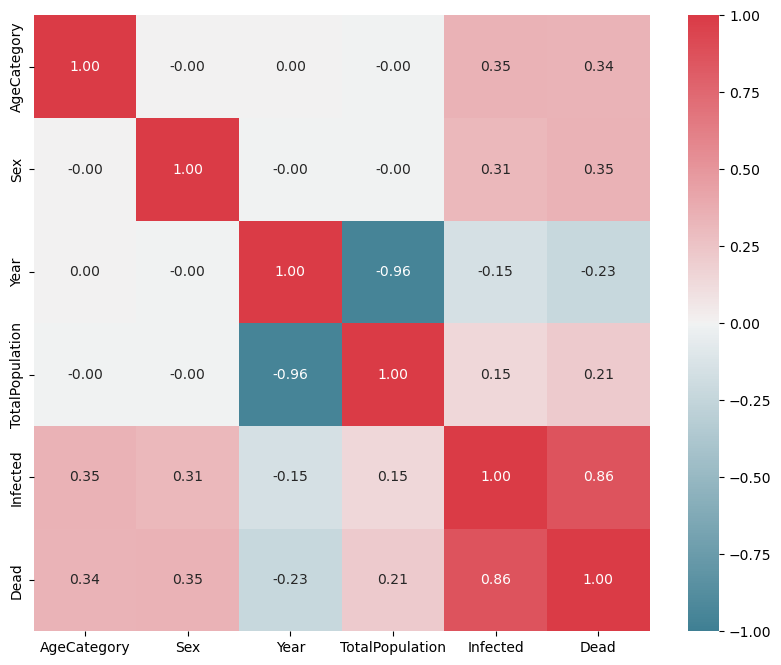 AgeCategory 1.00 -0.00 0.00 -0.00 0.35 0.34
Sex -0.00 1.00 -0.00 -0.00 0.31 0.35
Year 0.00 -0.00 1.00 -0.96 -0.15 -0.23
TotalPopulation -0.00 -0.00 -0.96 1.00 0.15 0.21
Infected 0.35 0.31 -0.15 0.15 1.00 0.86
Dead 0.34 0.35 -0.23 0.21 0.86 1.00
AgeCategory Sex Year TotalPopulation Infected Dead
1.00
0.75
0.50
0.25
0.00
−0.25
−0.50
−0.75
−1.00